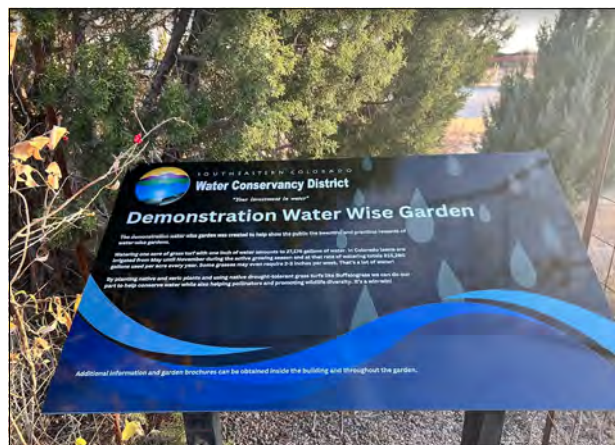 SOUTHEASTERN COLORADO
Water Conservancy District
"Your investment in water"
Demonstration Water Wise Garden
The demonstration water-wise garden was created to help show the public the beautiful and practical rewards of
water-wise gardens.
Watering one acre of grass turf with one inch of water amounts to 27,174 gallons of water. In Colorado lawns are
irrigated from May until November during the active growing season and at that rate of watering totals
gallons used per acre every year. Some grasses may even require 2-3 inches per week. That's a lot of water!
By planting native and xeric plants and using native drought-tolerant grass turfs like Buffalograss we can do our
part to help conserve water while also helping pollinators and promoting wildlife diversity. It's a win-win!
Additional information and garden brochures can be obtained inside the building and throughout the garden.